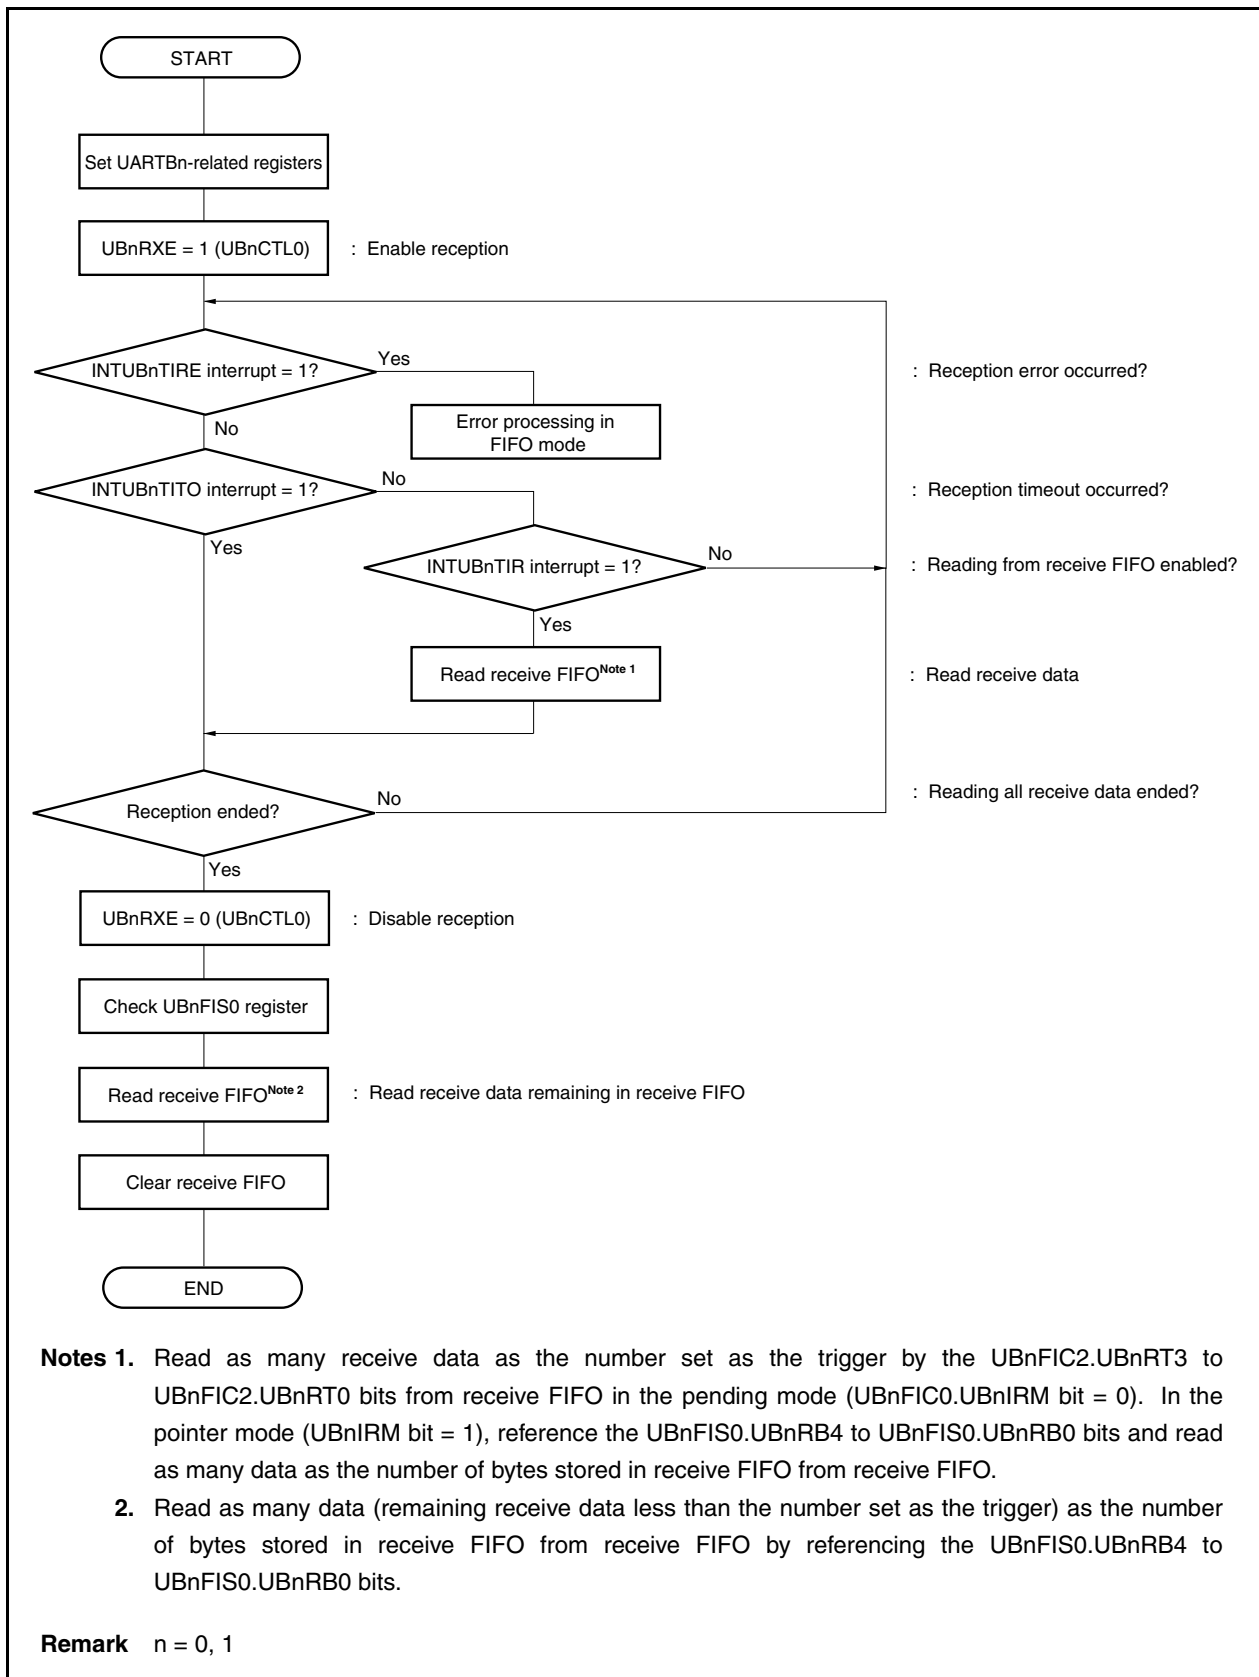 START
Set UARTBn-related registers
UBnRXE = 1 (UBnCTL0)
: Enable reception
INTUBnTIRE interrupt = 1?
Yes
: Reception error occurred?
Error processing in
FIFO mode
No
INTUBnTITO interrupt = 1?
No
: Reception timeout occurred?
Yes
INTUBnTIR interrupt = 1?
No
: Reading from receive FIFO enabled?
Yes
Read receive FIFO Note 1
: Read receive data
Reception ended?
No
: Reading all receive data ended?
Yes
UBnRXE = 0 (UBnCTL0)
: Disable reception
Check UBnFIS0 register
Read receive FIFO Note 2
: Read receive data remaining in receive FIFO
Clear receive FIFO
END
Notes 1. Read as many receive data as the number set as the trigger by the UBnFIC2.UBnRT3 to
UBnFIC2.UBnRT0 bits from receive FIFO in the pending mode (UBnFIC0.UBnIRM bit = 0). In the
pointer mode (UBnIRM bit = 1), reference the UBnFIS0.UBnRB4 to UBnFIS0.UBnRB0 bits and read
as many data as the number of bytes stored in receive FIFO from receive FIFO.
2. Read as many data (remaining receive data less than the number set as the trigger) as the number
of bytes stored in receive FIFO from receive FIFO by referencing the UBnFIS0.UBnRB4 to
UBnFIS0.UBnRB0 bits.
Remark n = 0, 1